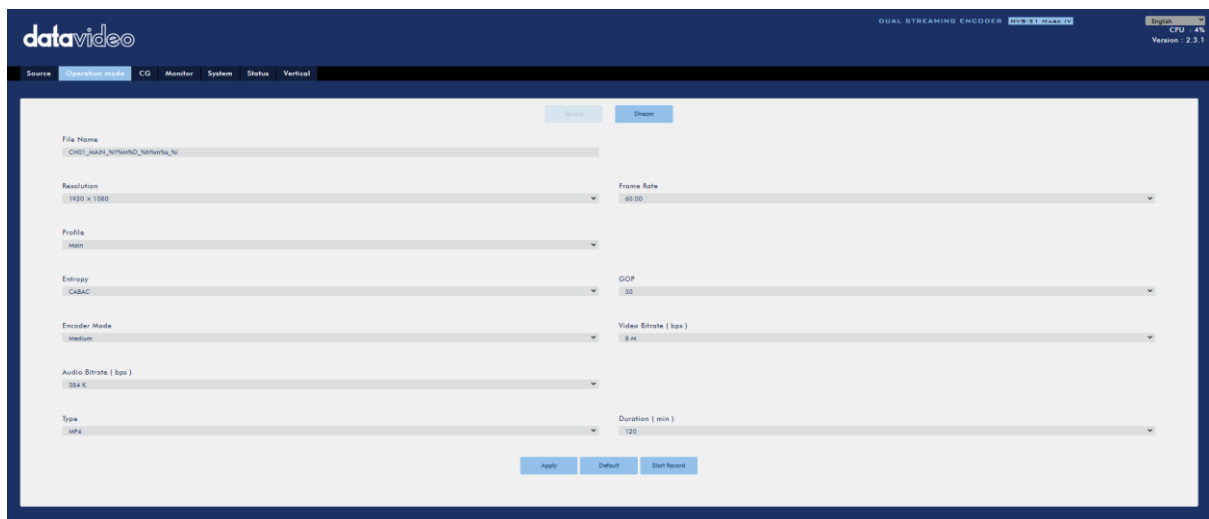 DUAL STREAMING ENCODER NVS-31 MARK IV
English
CPU : 4%
Version : 2.3.1
datavideo
Source Operation mode CG Monitor System Status Vertical
Record Stream
File Name
CH01_MAIN_%Y%M%D_%h%m%s_%i
Resolution Frame Rate
1920 x 1080 60.00
Profile
Main
Entropy GOP
CABAC 30
Encoder Mode Video Bitrate ( bps )
Medium 8 M
Audio Bitrate ( bps )
384 K
Type Duration ( min )
MP4 120
Apply Default Start Record